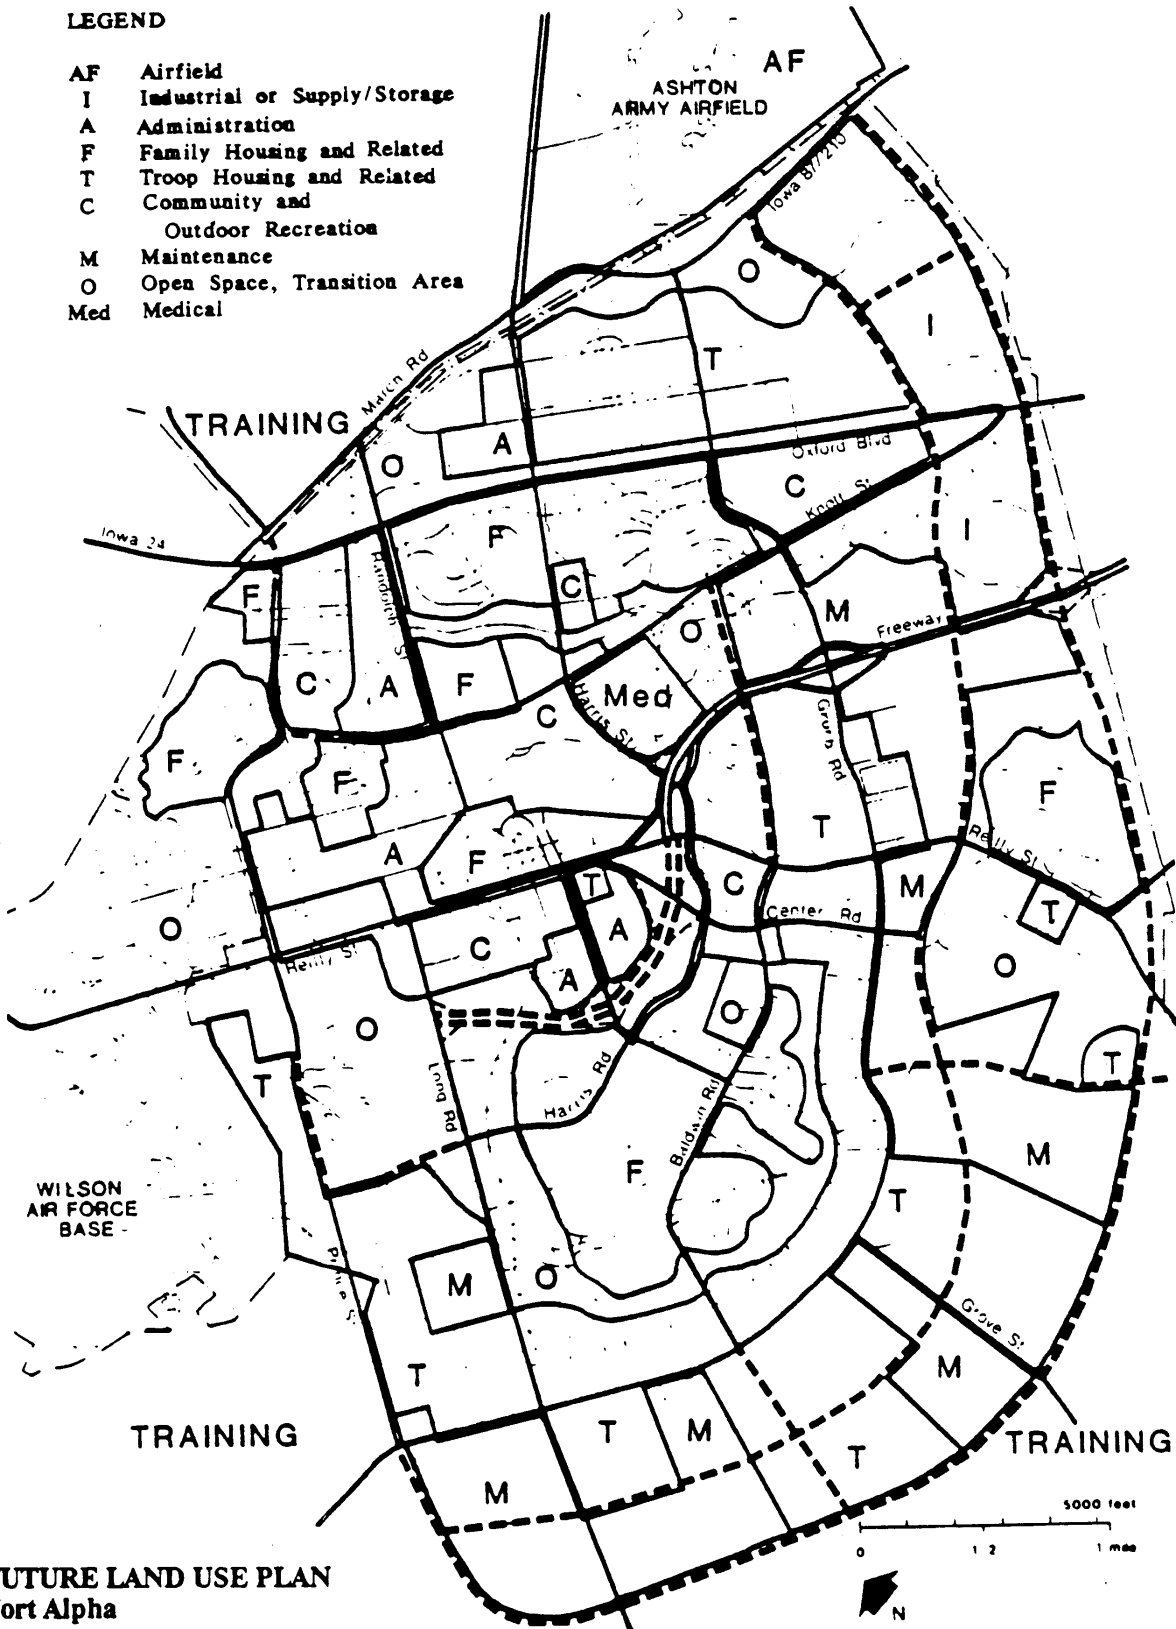 LEGEND
AF Airfield
I Industrial or Supply/Storage
A Administration
F Family Housing and Related
T Troop Housing and Related
C Community and
Outdoor Recreation
M Maintenance
O Open Space, Transition Area
Med Medical
AF
ASHTON
ARMY AIRFIELD
Iowa 87/210
O
I
T
March Rd
TRAINING
O
A
Oxford Blvd
C
Knox St
I
Iowa 24
F
F
Randolph St
C
M
O
Freeway
C
A
F
Med
Harris St
C
Grubb Rd
F
F
F
T
A
F
Reilly St
T
C
M
T
Center Rd
O
A
C
A
O
Reilly St
O
O
T
T
Long Rd
Harris Rd
Baldwin Rd
M
F
T
WILSON
AIR FORCE
BASE
M
O
Grove St
T
M
TRAINING
T
M
T
TRAINING
M
5000 feet
0 1 2 1 mile
N
UTURE LAND USE PLAN
ort Alpha